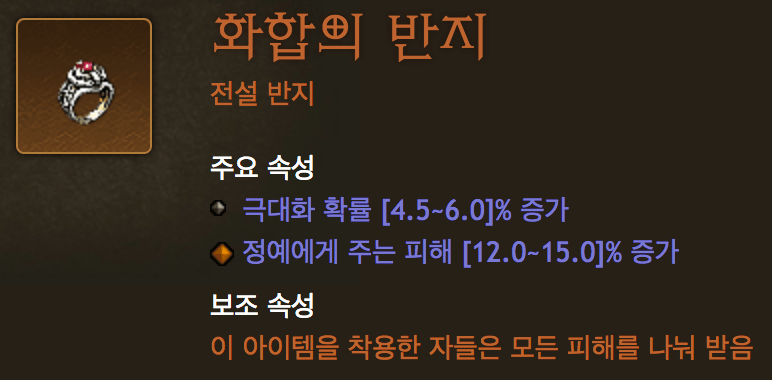 화합의 반지
전설 반지
주요 속성
극대화 확률 [4.5~6.0]% 증가
정예에게 주는 피해 [12.0~15.0]% 증가
보조 속성
이 아이템을 착용한 자들은 모든 피해를 나눠 받음